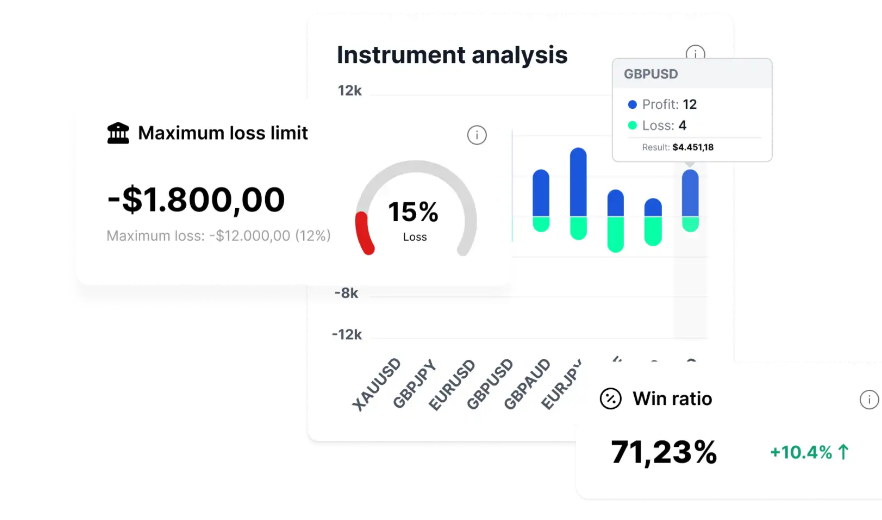 Instrument analysis
12k
GBPUSD
Profit: 12
Loss: 4
Result: $4.451,18
Maximum loss limit
-$1.800,00
Maximum loss: -$12.000,00 (12%)
15%
Loss
-8k
-12k
XAUUSD
GBPJPY
EURUSD
GBPUSD
GBPAUD
EURJPY
Win ratio
71,23%
+10.4% ↑